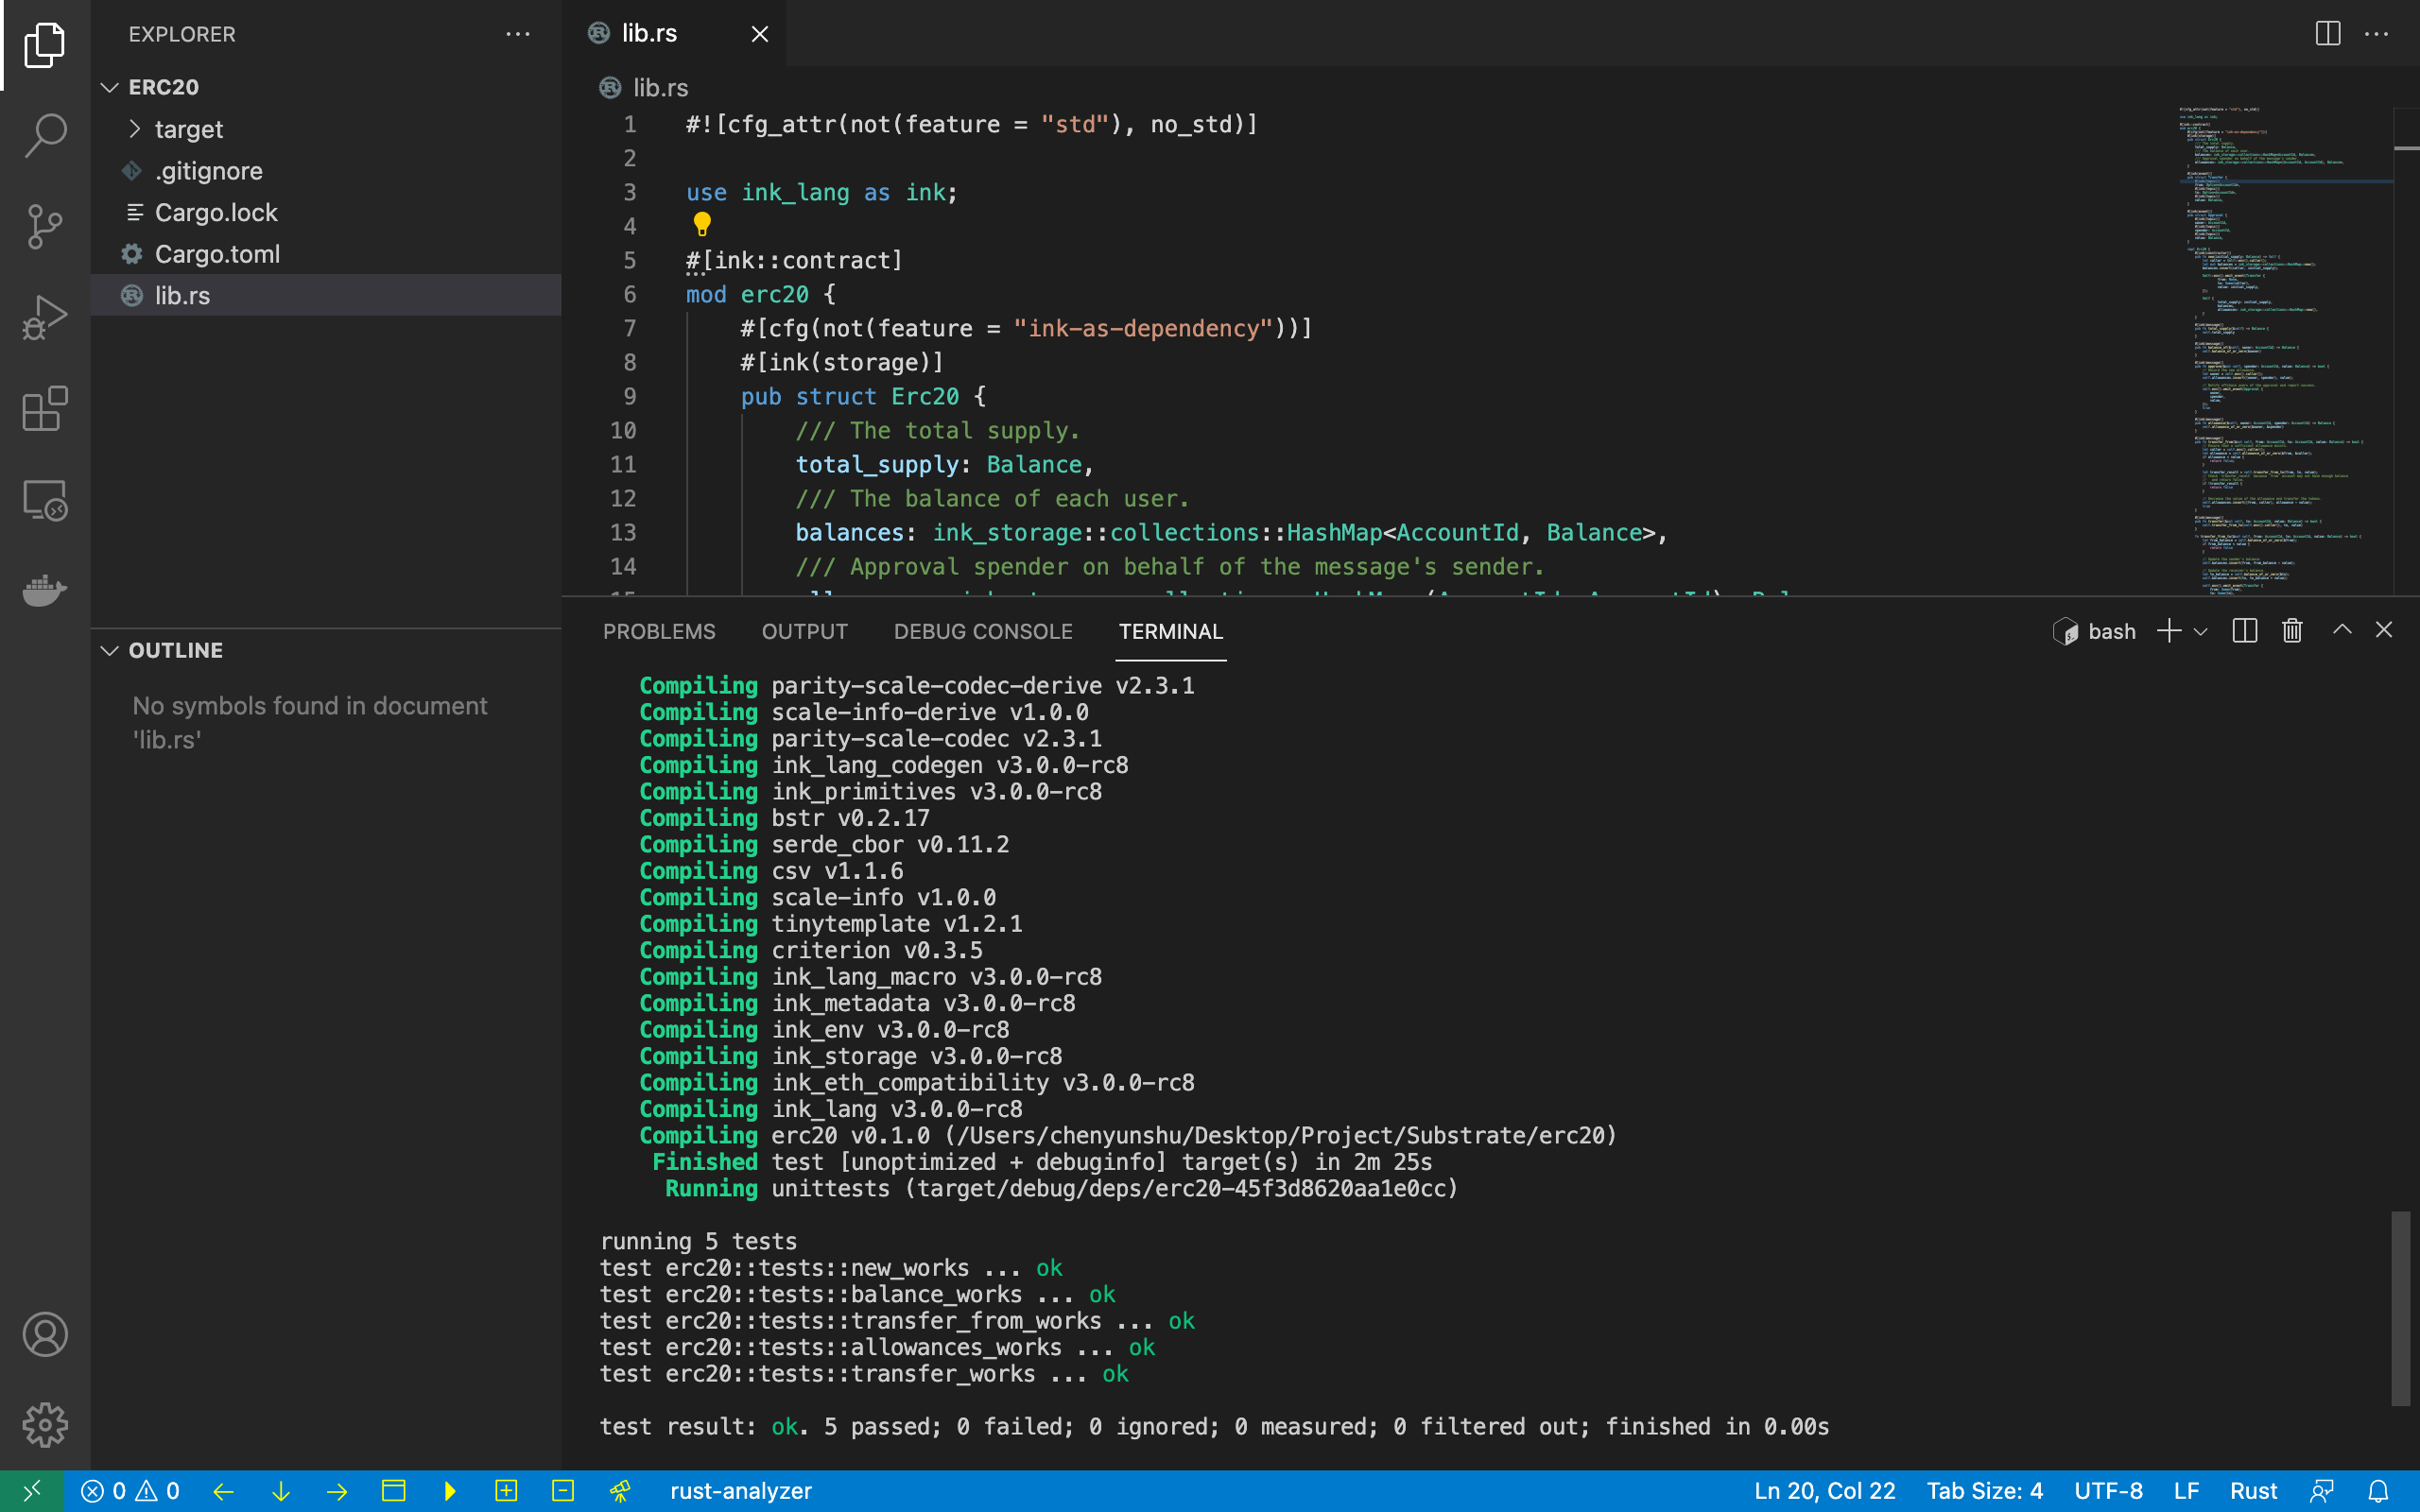 EXPLORER
ERC20
target
.gitignore
Cargo.lock
Cargo.toml
lib.rs
OUTLINE
No symbols found in document
'lib.rs'
lib.rs
lib.rs
1 #![cfg_attr(not(feature = "std"), no_std)]
2
3 use ink_lang as ink;
4
5 #[ink::contract]
6 mod erc20 {
7 #[cfg(not(feature = "ink-as-dependency"))]
8 #[ink(storage)]
9 pub struct Erc20 {
10 /// The total supply.
11 total_supply: Balance,
12 /// The balance of each user.
13 balances: ink_storage::collections::HashMap<AccountId, Balance>,
14 /// Approval spender on behalf of the message's sender.
PROBLEMS OUTPUT DEBUG CONSOLE TERMINAL bash
Compiling parity-scale-codec-derive v2.3.1
Compiling scale-info-derive v1.0.0
Compiling parity-scale-codec v2.3.1
Compiling ink_lang_codegen v3.0.0-rc8
Compiling ink_primitives v3.0.0-rc8
Compiling bstr v0.2.17
Compiling serde_cbor v0.11.2
Compiling csv v1.1.6
Compiling scale-info v1.0.0
Compiling tinytemplate v1.2.1
Compiling criterion v0.3.5
Compiling ink_lang_macro v3.0.0-rc8
Compiling ink_metadata v3.0.0-rc8
Compiling ink_env v3.0.0-rc8
Compiling ink_storage v3.0.0-rc8
Compiling ink_eth_compatibility v3.0.0-rc8
Compiling ink_lang v3.0.0-rc8
Compiling erc20 v0.1.0 (/Users/chenyunshu/Desktop/Project/Substrate/erc20)
Finished test [unoptimized + debuginfo] target(s) in 2m 25s
Running unittests (target/debug/deps/erc20-45f3d8620aa1e0cc)
running 5 tests
test erc20::tests::new_works ... ok
test erc20::tests::balance_works ... ok
test erc20::tests::transfer_from_works ... ok
test erc20::tests::allowances_works ... ok
test erc20::tests::transfer_works ... ok
test result: ok. 5 passed; 0 failed; 0 ignored; 0 measured; 0 filtered out; finished in 0.00s
0 0 rust-analyzer Ln 20, Col 22 Tab Size: 4 UTF-8 LF Rust